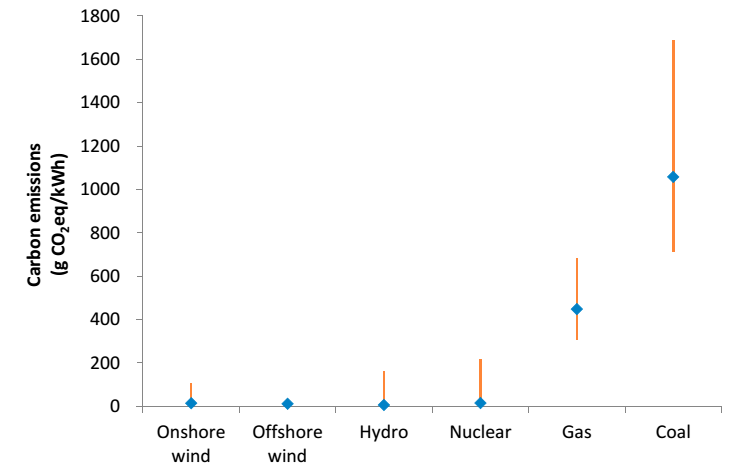 1800
1600
1400
1200
1000
800
600
400
200
0
Carbon emissions
(g CO₂eq/kWh)
Onshore wind
Offshore wind
Hydro
Nuclear
Gas
Coal